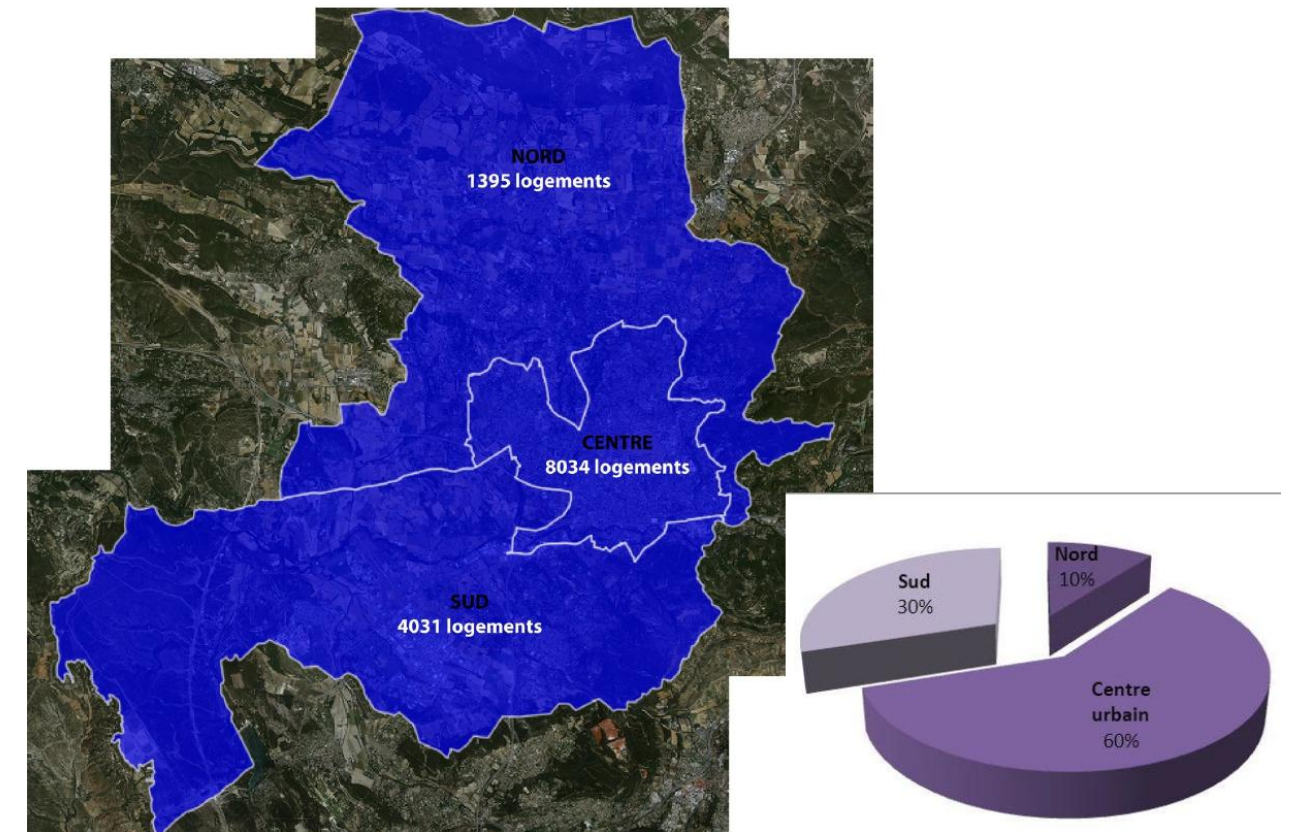 NORD
1395 logements
CENTRE
8034 logements
SUD
4031 logements
Nord
10%
Sud
30%
Centre
urbain
60%